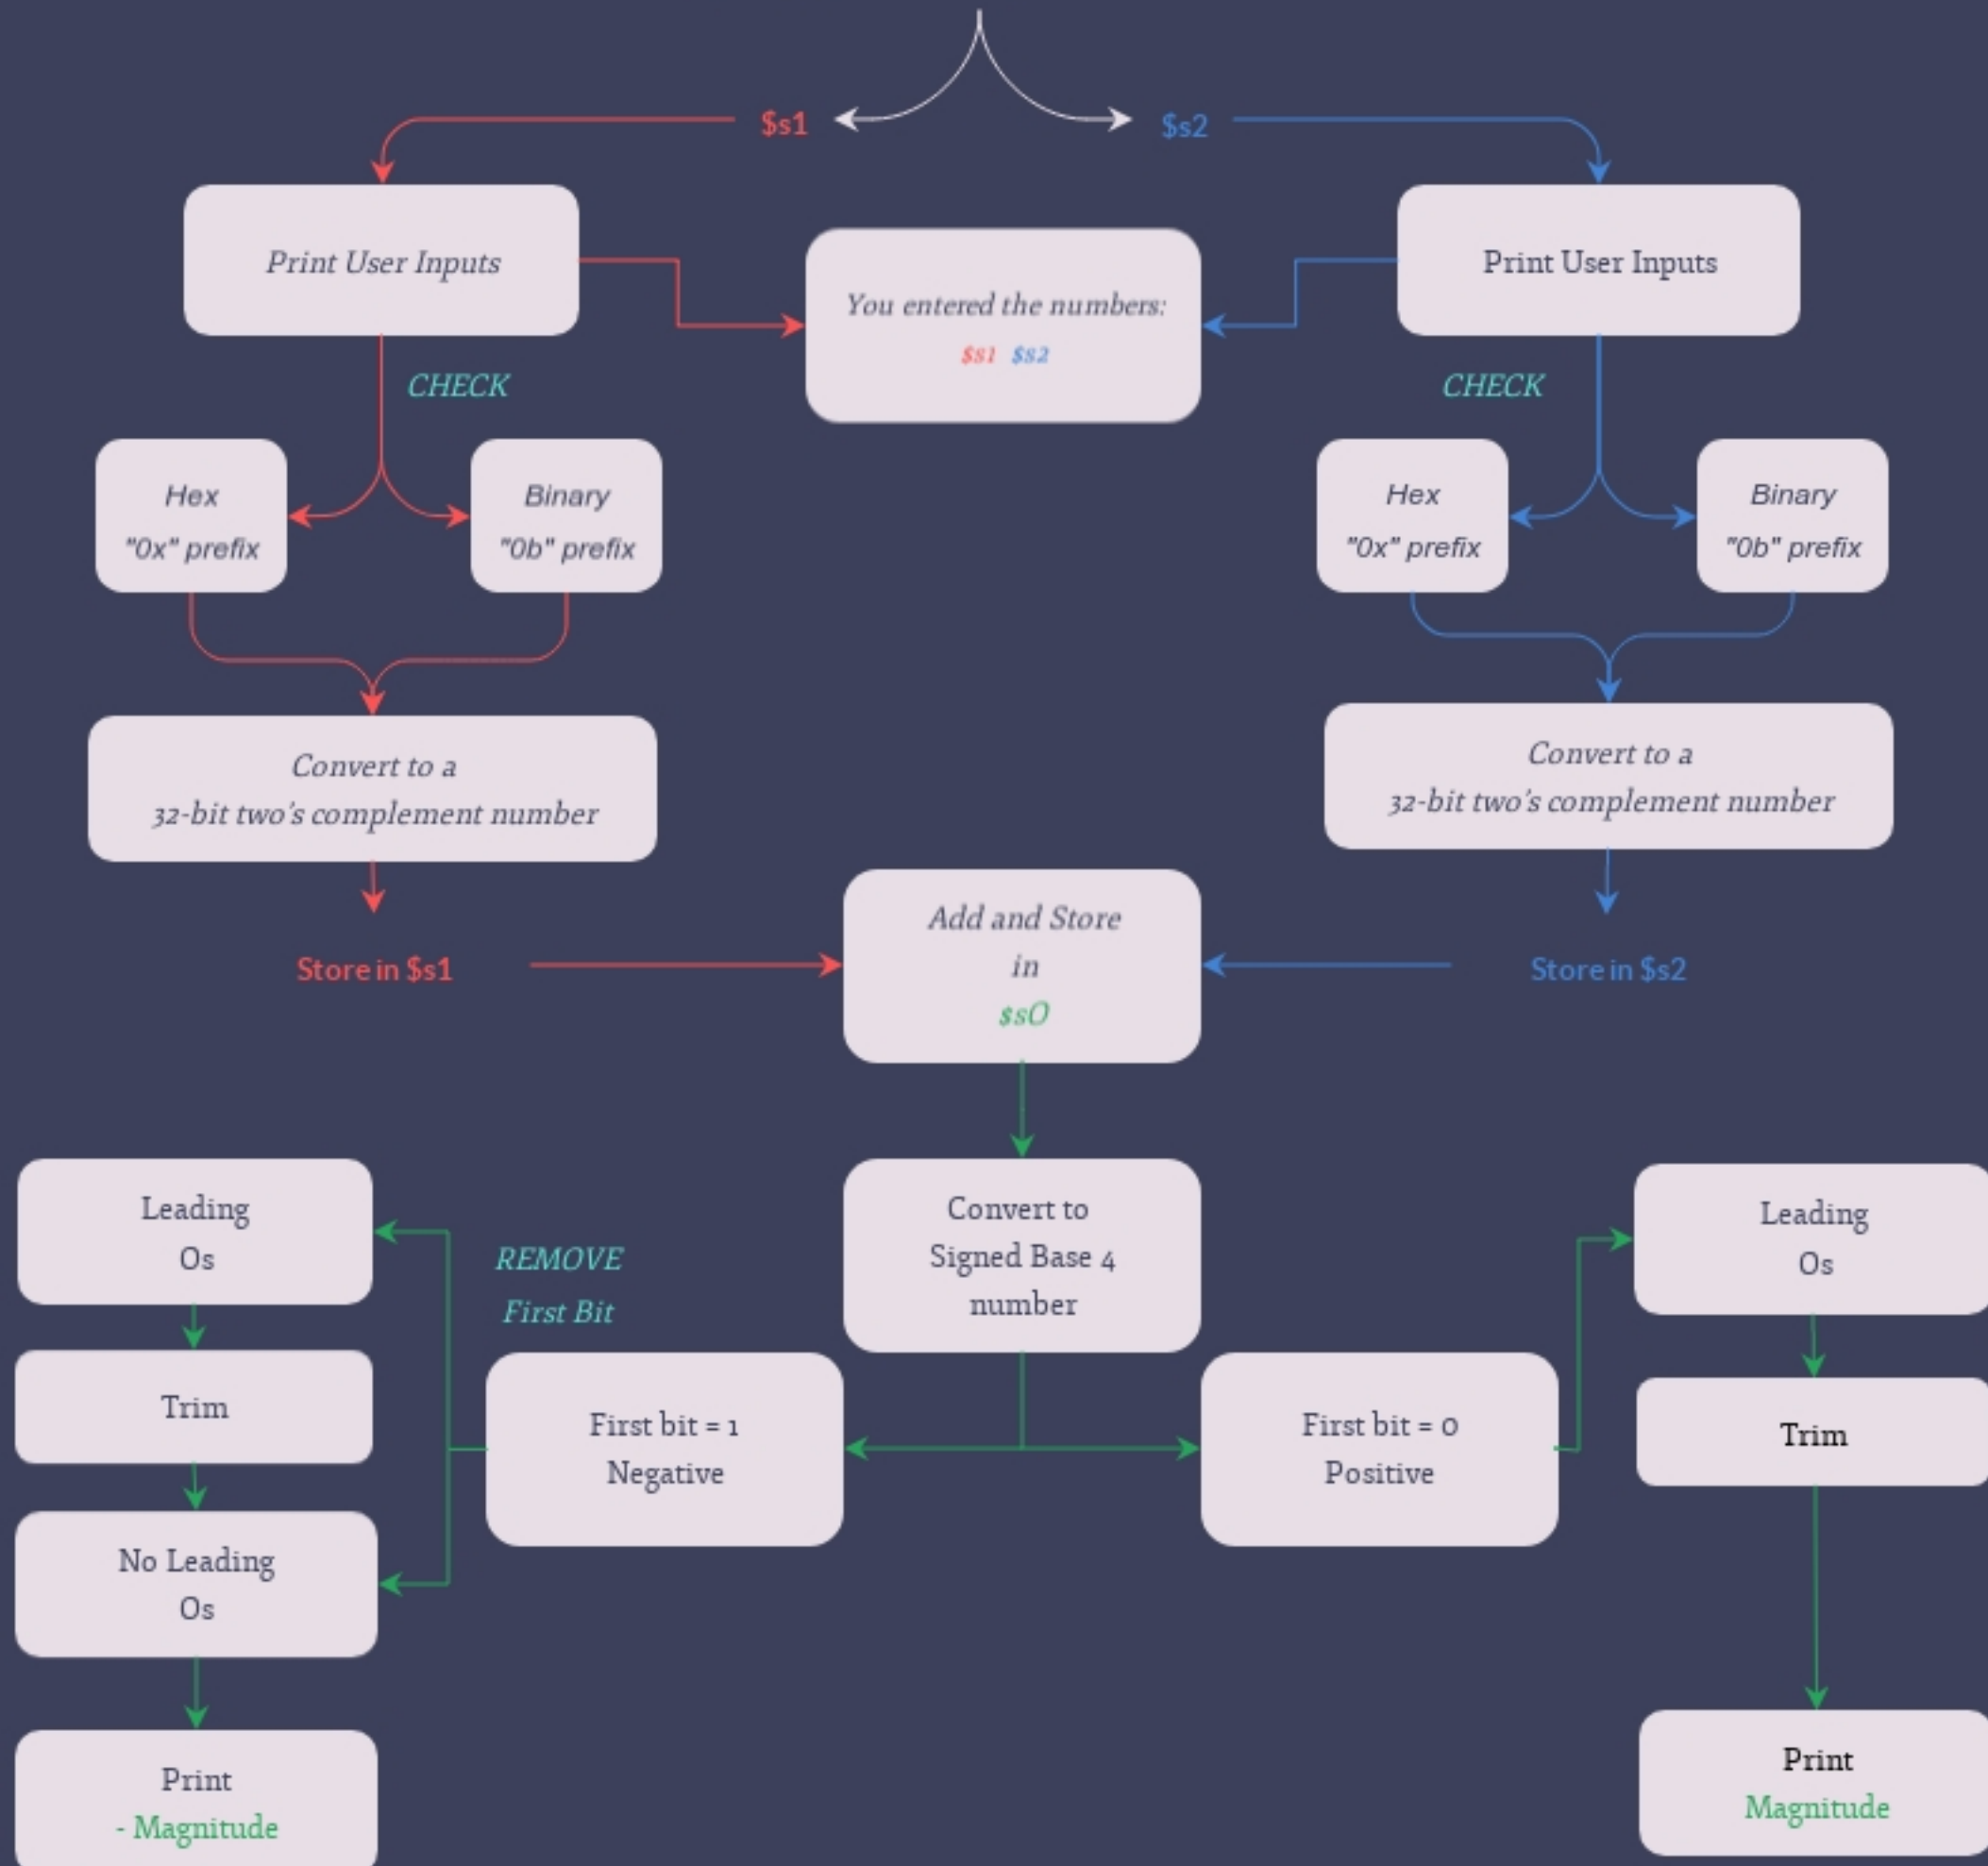 $s1
$s2
Print User Inputs
You entered the numbers:
$s1 $s2
Print User Inputs
CHECK
CHECK
Hex
"0x" prefix
Binary
"0b" prefix
Hex
"0x" prefix
Binary
"0b" prefix
Convert to a
32-bit two's complement number
Convert to a
32-bit two's complement number
Store in $s1
Add and Store
in
$s0
Store in $s2
Leading
0s
REMOVE
First Bit
Convert to
Signed Base 4
number
Leading
0s
Trim
First bit = 1
Negative
First bit = 0
Positive
Trim
No Leading
0s
Print
- Magnitude
Print
Magnitude